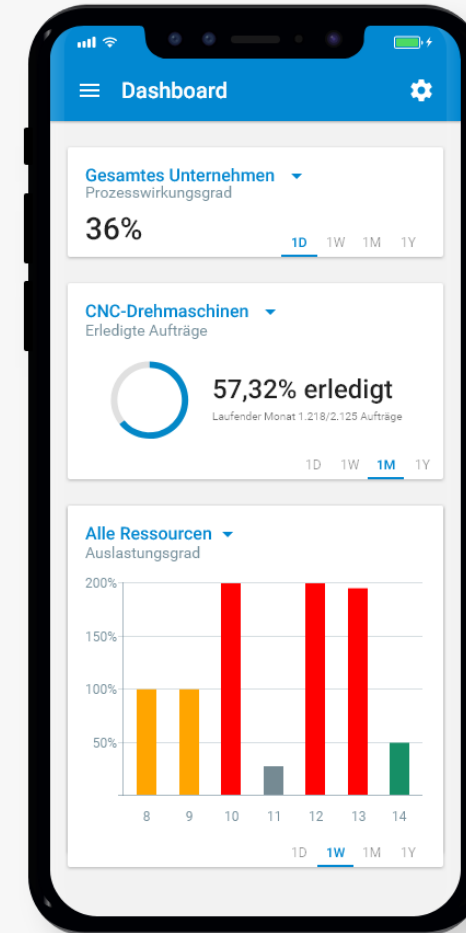 Dashboard
Gesamtes Unternehmen
Prozesswirkungsgrad
36%
1D 1W 1M 1Y
CNC-Drehmaschinen
Erledigte Aufträge
57,32% erledigt
Laufender Monat 1.218/2.125 Aufträge
1D 1W 1M 1Y
Alle Ressourcen
Auslastungsgrad
200%
150%
100%
50%
8 9 10 11 12 13 14
1D 1W 1M 1Y